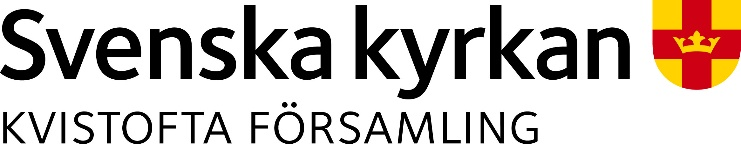 Svenska kyrkan
KVISTOFTA FÖRSAMLING